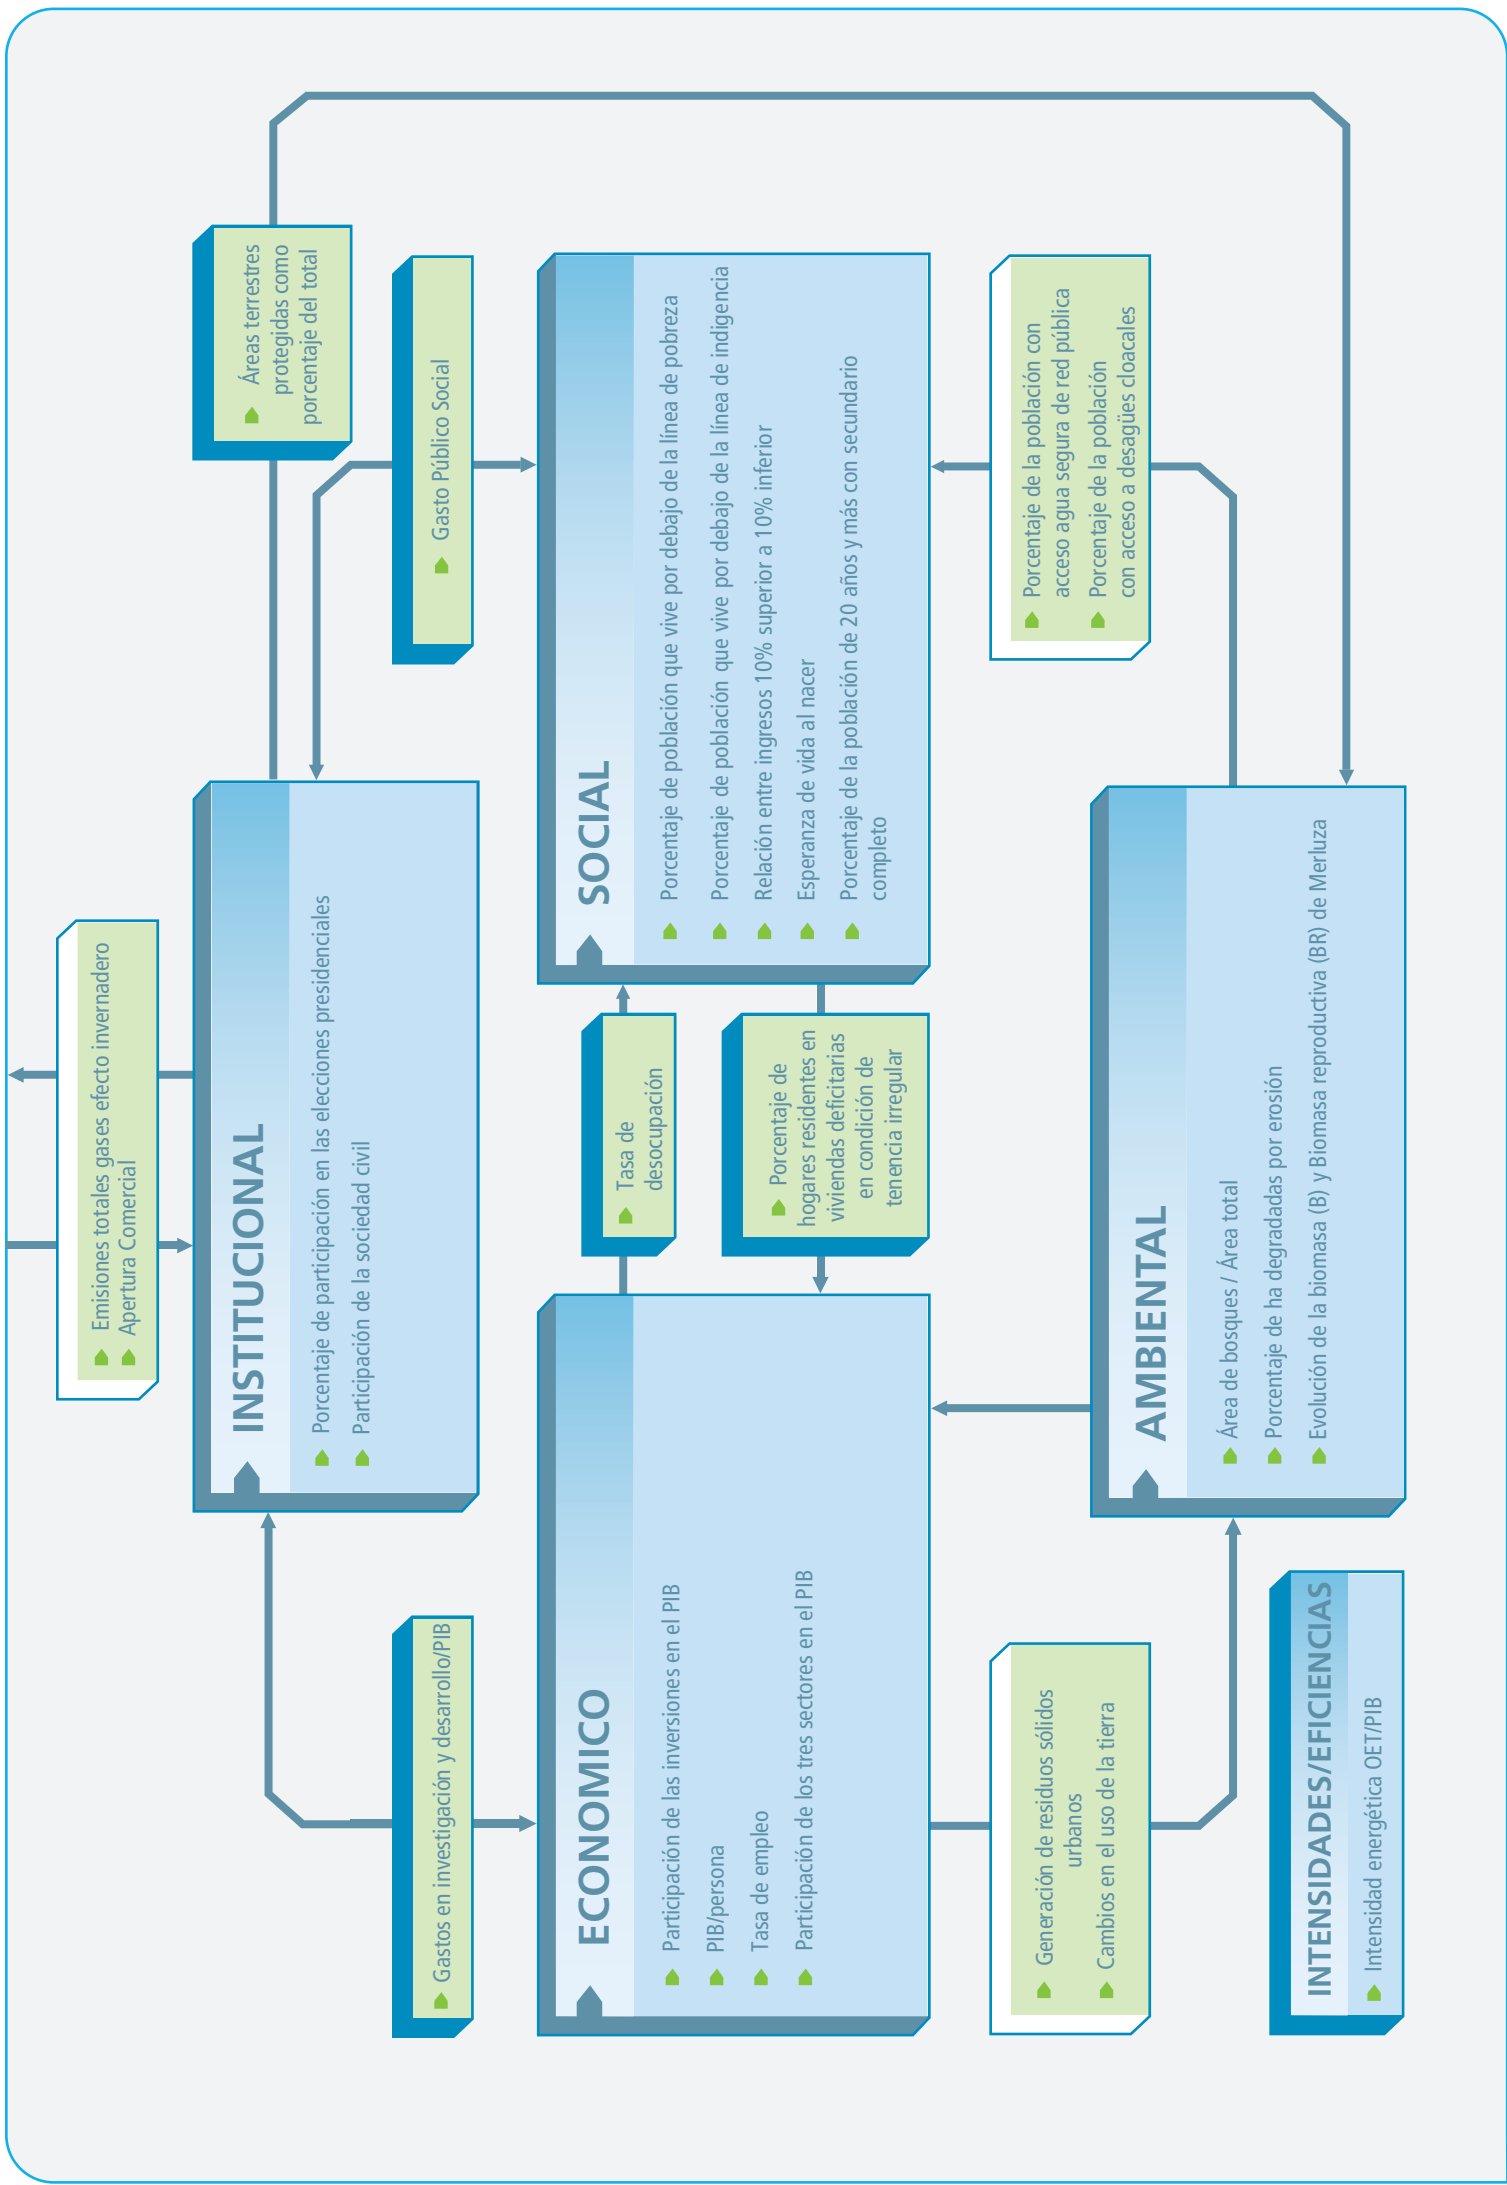 Emisiones totales gases efecto invernadero
Apertura Comercial
INSTITUCIONAL
Porcentaje de participación en las elecciones presidenciales
Participación de la sociedad civil
Áreas terrestres
protegidas como
porcentaje del total
Gastos en investigación y desarrollo/PIB
Gasto Público Social
ECONOMICO
Participación de las inversiones en el PIB
PIB/persona
Tasa de empleo
Participación de los tres sectores en el PIB
Tasa de
desocupación
Porcentaje de
hogares residentes en
viviendas deficitarias
en condición de
tenencia irregular
SOCIAL
Porcentaje de población que vive por debajo de la línea de pobreza
Porcentaje de población que vive por debajo de la línea de indigencia
Relación entre ingresos 10% superior a 10% inferior
Esperanza de vida al nacer
Porcentaje de la población de 20 años y más con secundario
completo
Generación de residuos sólidos
urbanos
Cambios en el uso de la tierra
Porcentaje de la población con
acceso agua segura de red pública
Porcentaje de la población
con acceso a desagües cloacales
AMBIENTAL
Área de bosques / Área total
Porcentaje de ha degradadas por erosión
Evolución de la biomasa (B) y Biomasa reproductiva (BR) de Merluza
INTENSIDADES/EFICIENCIAS
Intensidad energética OET/PIB